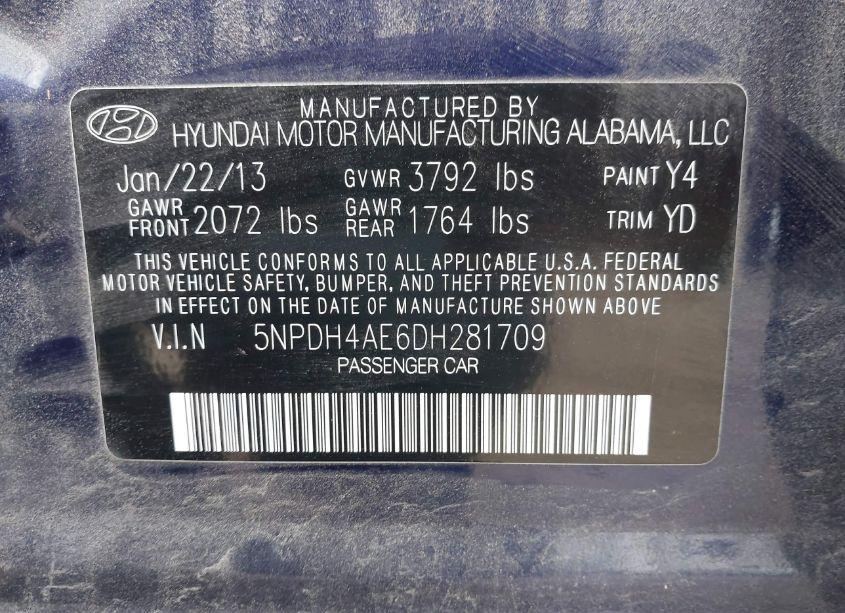 MANUFACTURED BY
HYUNDAI MOTOR MANUFACTURING ALABAMA, LLC
Jan/22/13 GVWR 3792 lbs PAINT Y4
GAWR FRONT 2072 lbs GAWR REAR 1764 lbs TRIM YD
THIS VEHICLE CONFORMS TO ALL APPLICABLE U.S.A. FEDERAL
MOTOR VEHICLE SAFETY, BUMPER, AND THEFT PREVENTION STANDARDS
IN EFFECT ON THE DATE OF MANUFACTURE SHOWN ABOVE
V.I.N 5NPDH4AE6DH281709
PASSENGER CAR